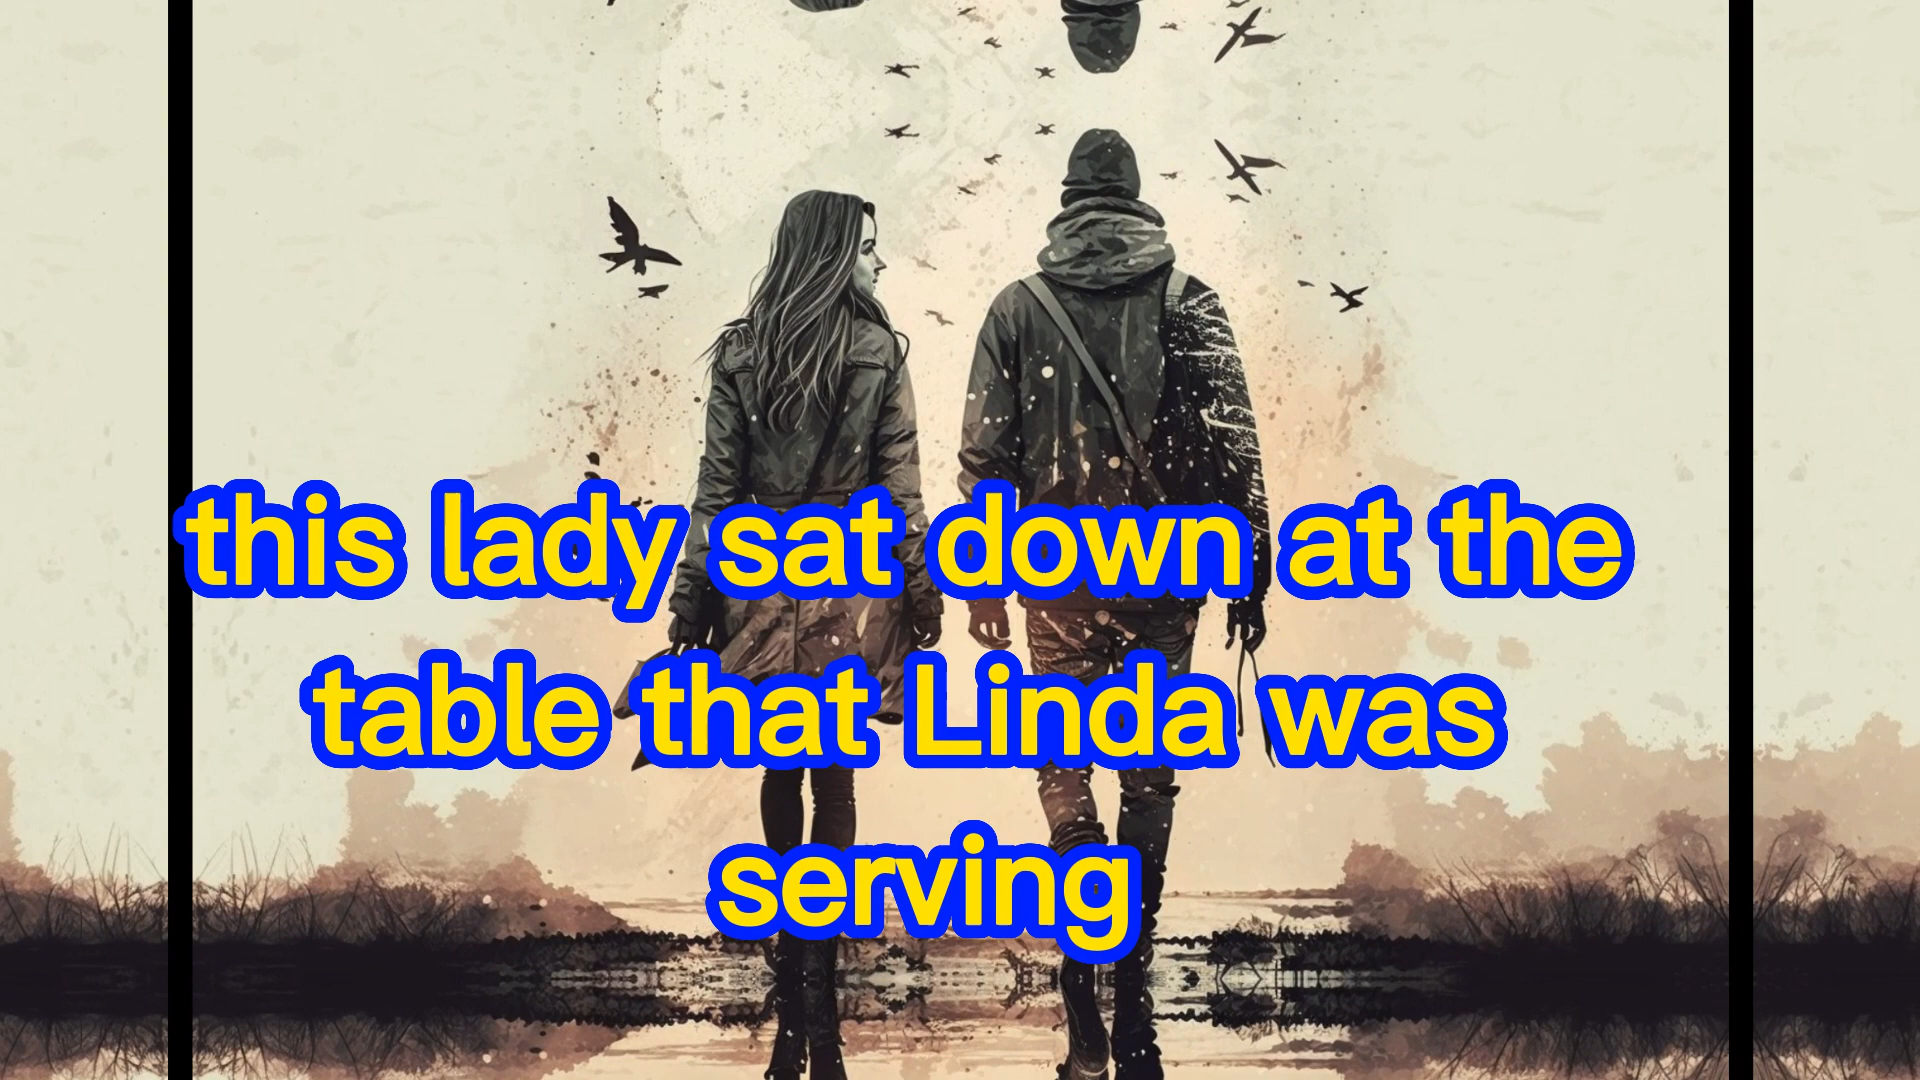 this lady sat down at the
table that Linda was
serving